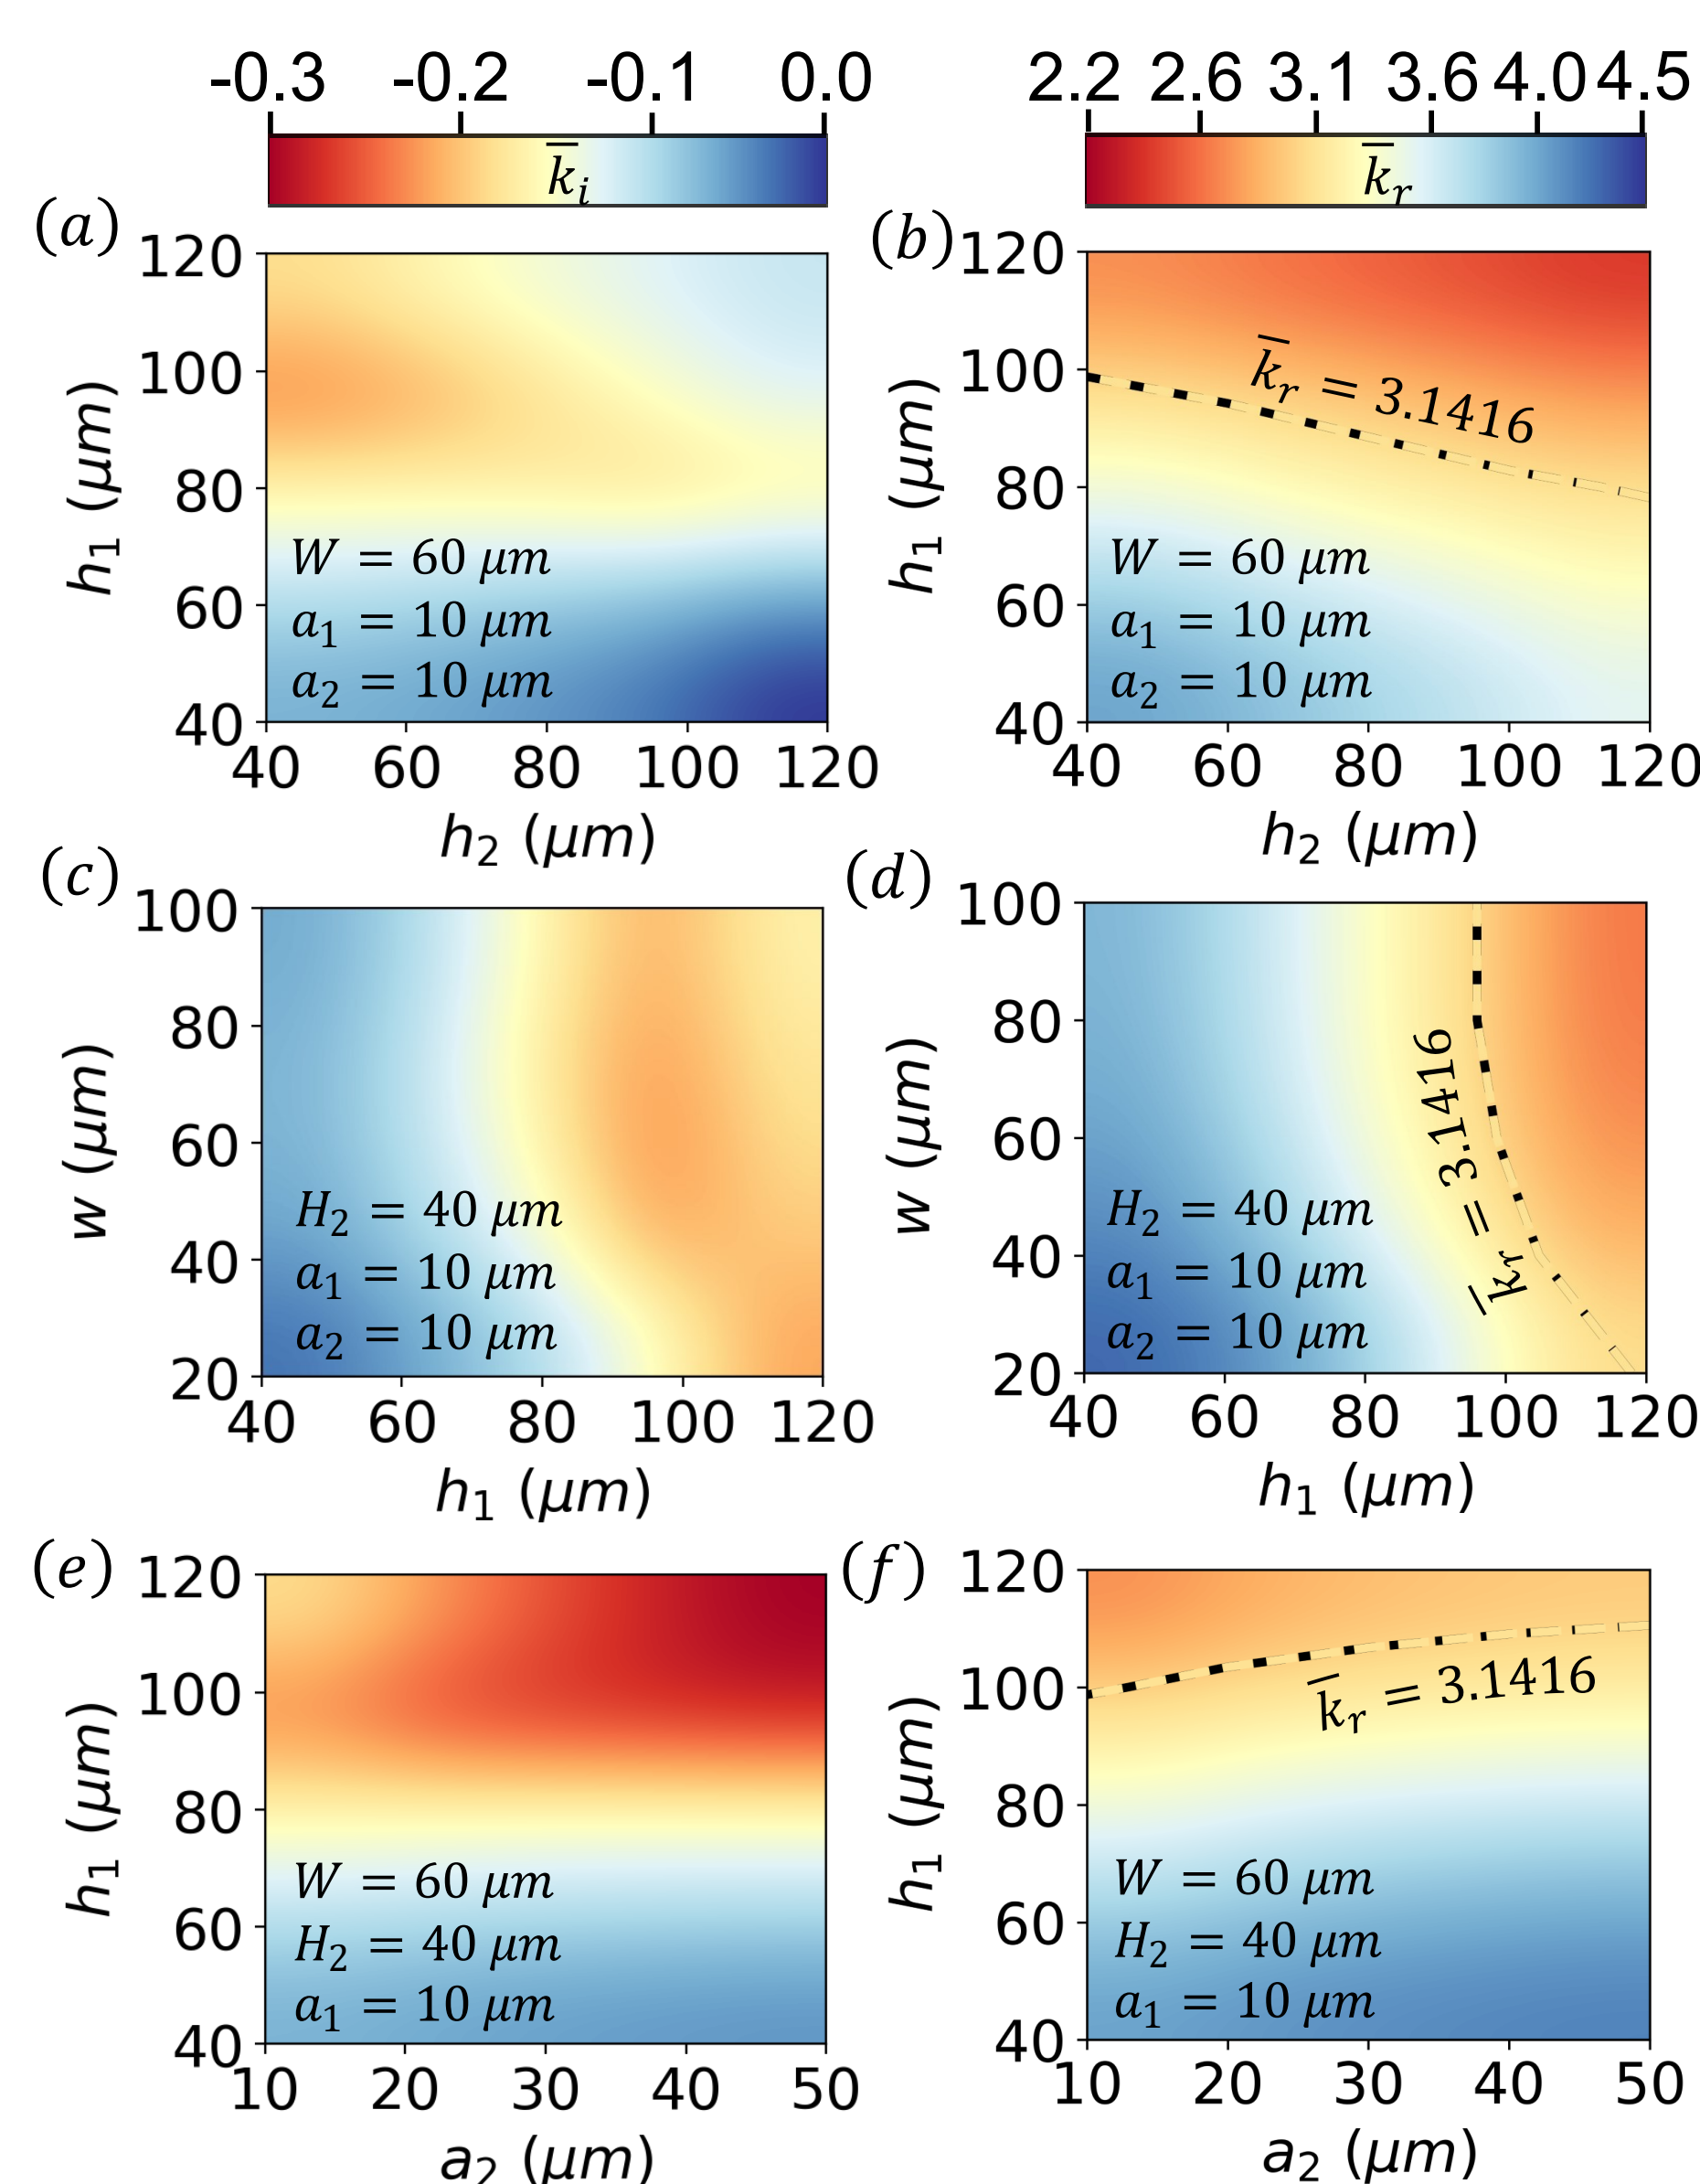 -0.3 -0.2 -0.1 0.0
k̅ᵢ
2.2 2.6 3.1 3.6 4.0 4.5
k̅ᵣ
(a)
120
100
80
60
40
h₁ (μm)
W = 60 μm
a₁ = 10 μm
a₂ = 10 μm
40 60 80 100 120
h₂ (μm)
(b)
120
100
80
60
40
h₁ (μm)
k̅ᵣ = 3.1416
W = 60 μm
a₁ = 10 μm
a₂ = 10 μm
40 60 80 100 120
h₂ (μm)
(c)
100
80
60
40
20
w (μm)
H₂ = 40 μm
a₁ = 10 μm
a₂ = 10 μm
40 60 80 100 120
h₁ (μm)
(d)
100
80
60
40
20
w (μm)
k̅ᵣ = 3.1416
H₂ = 40 μm
a₁ = 10 μm
a₂ = 10 μm
40 60 80 100 120
h₁ (μm)
(e)
120
100
80
60
40
h₁ (μm)
W = 60 μm
H₂ = 40 μm
a₁ = 10 μm
10 20 30 40 50
a₂ (μm)
(f)
120
100
80
60
40
h₁ (μm)
k̅ᵣ = 3.1416
W = 60 μm
H₂ = 40 μm
a₁ = 10 μm
10 20 30 40 50
a₂ (μm)